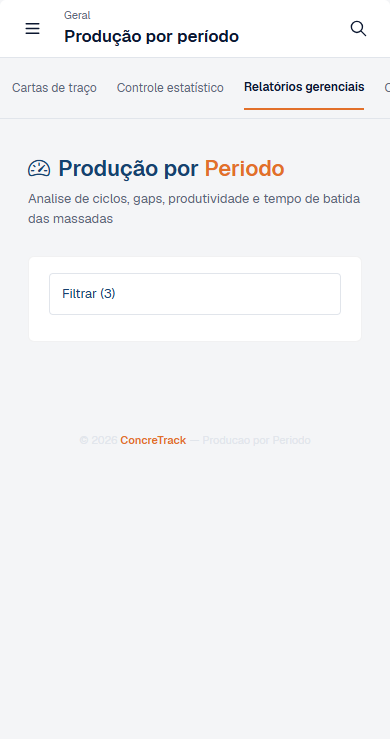 Geral
Produção por período
Cartas de traço
Controle estatístico
Relatórios gerenciais
Produção por Periodo
Analise de ciclos, gaps, produtividade e tempo de batida
das massadas
Filtrar (3)
© 2026 ConcreTrack — Producao por Periodo